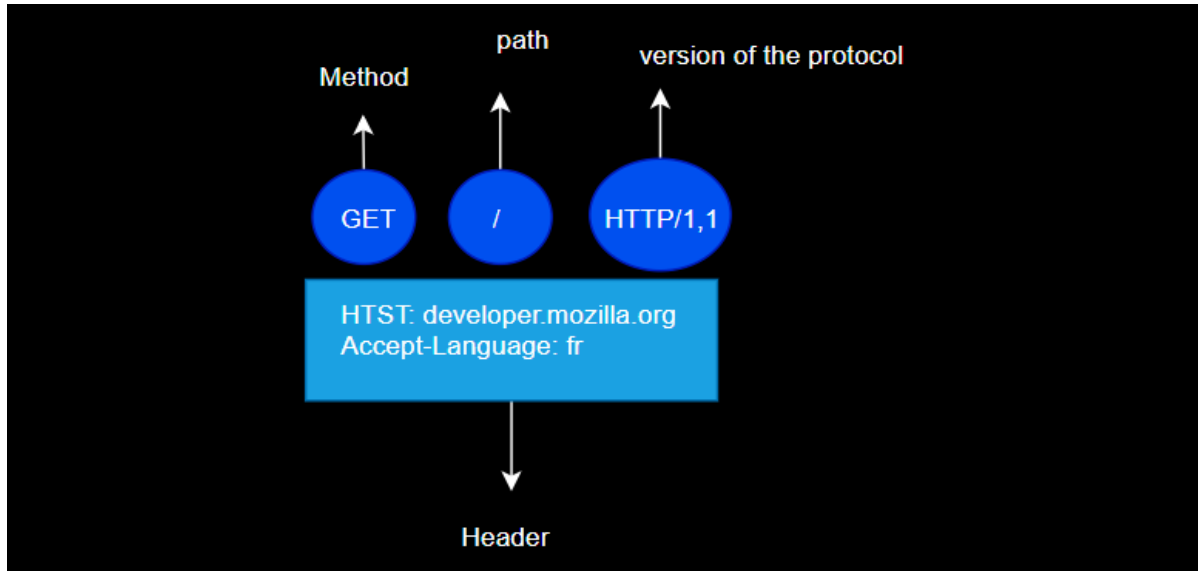 path
version of the protocol
Method
GET
/
HTTP/1,1
HTST: developer.mozilla.org
Accept-Language: fr
Header